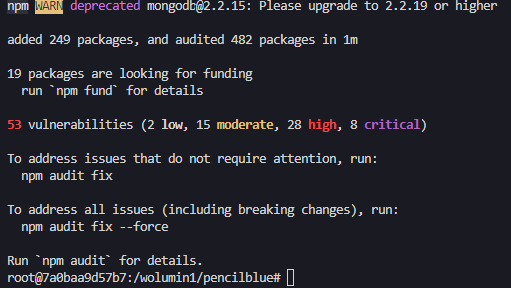 npm WARN deprecated mongodb@2.2.15: Please upgrade to 2.2.19 or higher
added 249 packages, and audited 482 packages in 1m
19 packages are looking for funding
run `npm fund` for details
53 vulnerabilities (2 low, 15 moderate, 28 high, 8 critical)
To address issues that do not require attention, run:
npm audit fix
To address all issues (including breaking changes), run:
npm audit fix --force
Run `npm audit` for details.
root@7a0baa9d57b7:/wolumin1/pencilblue#